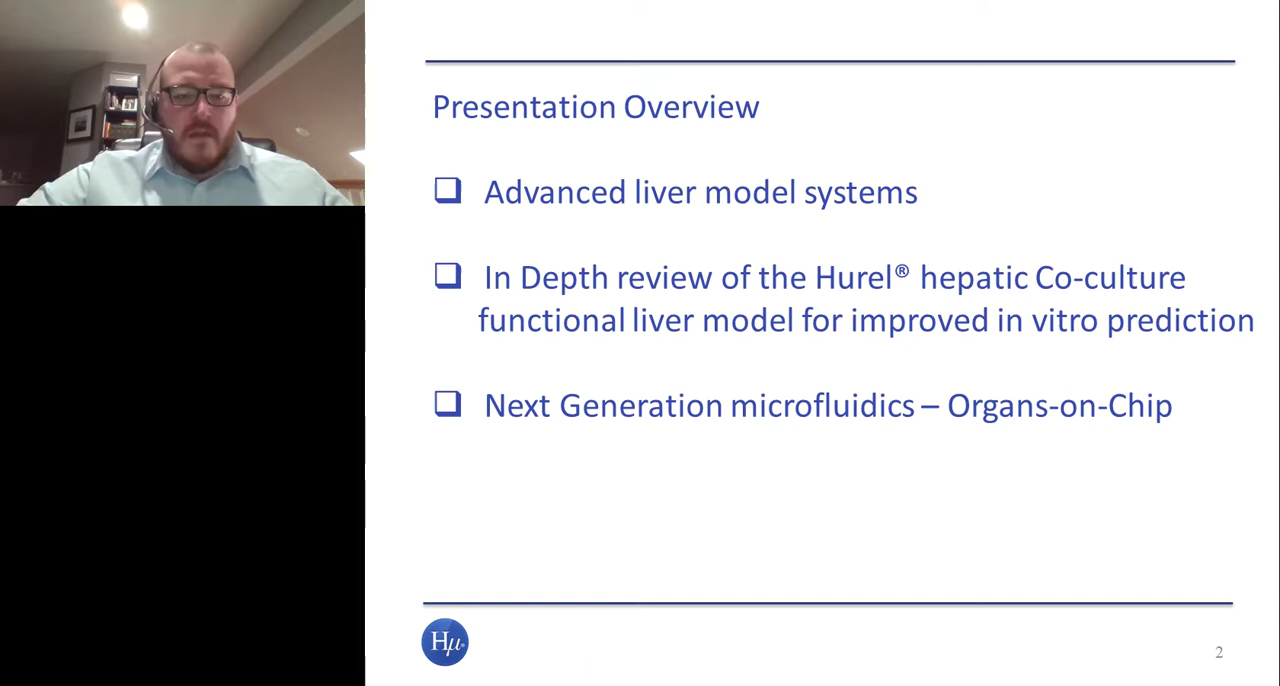 Presentation Overview
❑ Advanced liver model systems
❑ In Depth review of the Hurel® hepatic Co-culture
functional liver model for improved in vitro prediction
❑ Next Generation microfluidics – Organs-on-Chip
Hμ
2